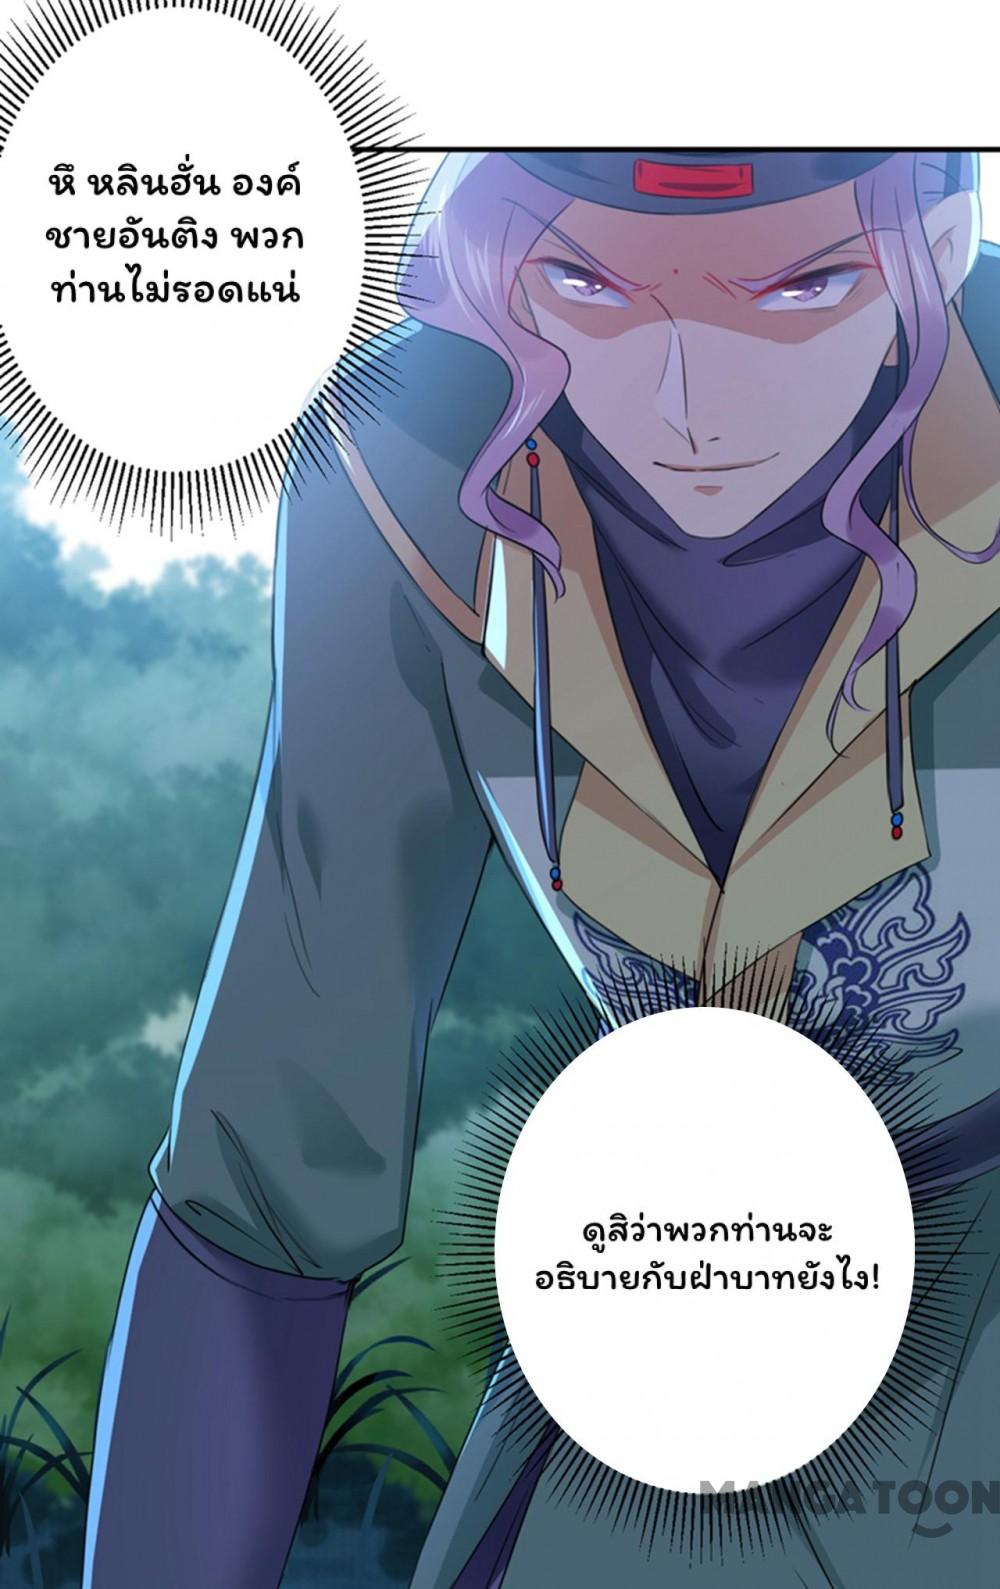 หึ หลินฮั่น องค์
ชายอันติง พวก
ท่านไม่รอดแน่
ดูสิว่าพวกท่านจะ
อธิบายกับฝ่าบาทยังไง!
MANGATOON